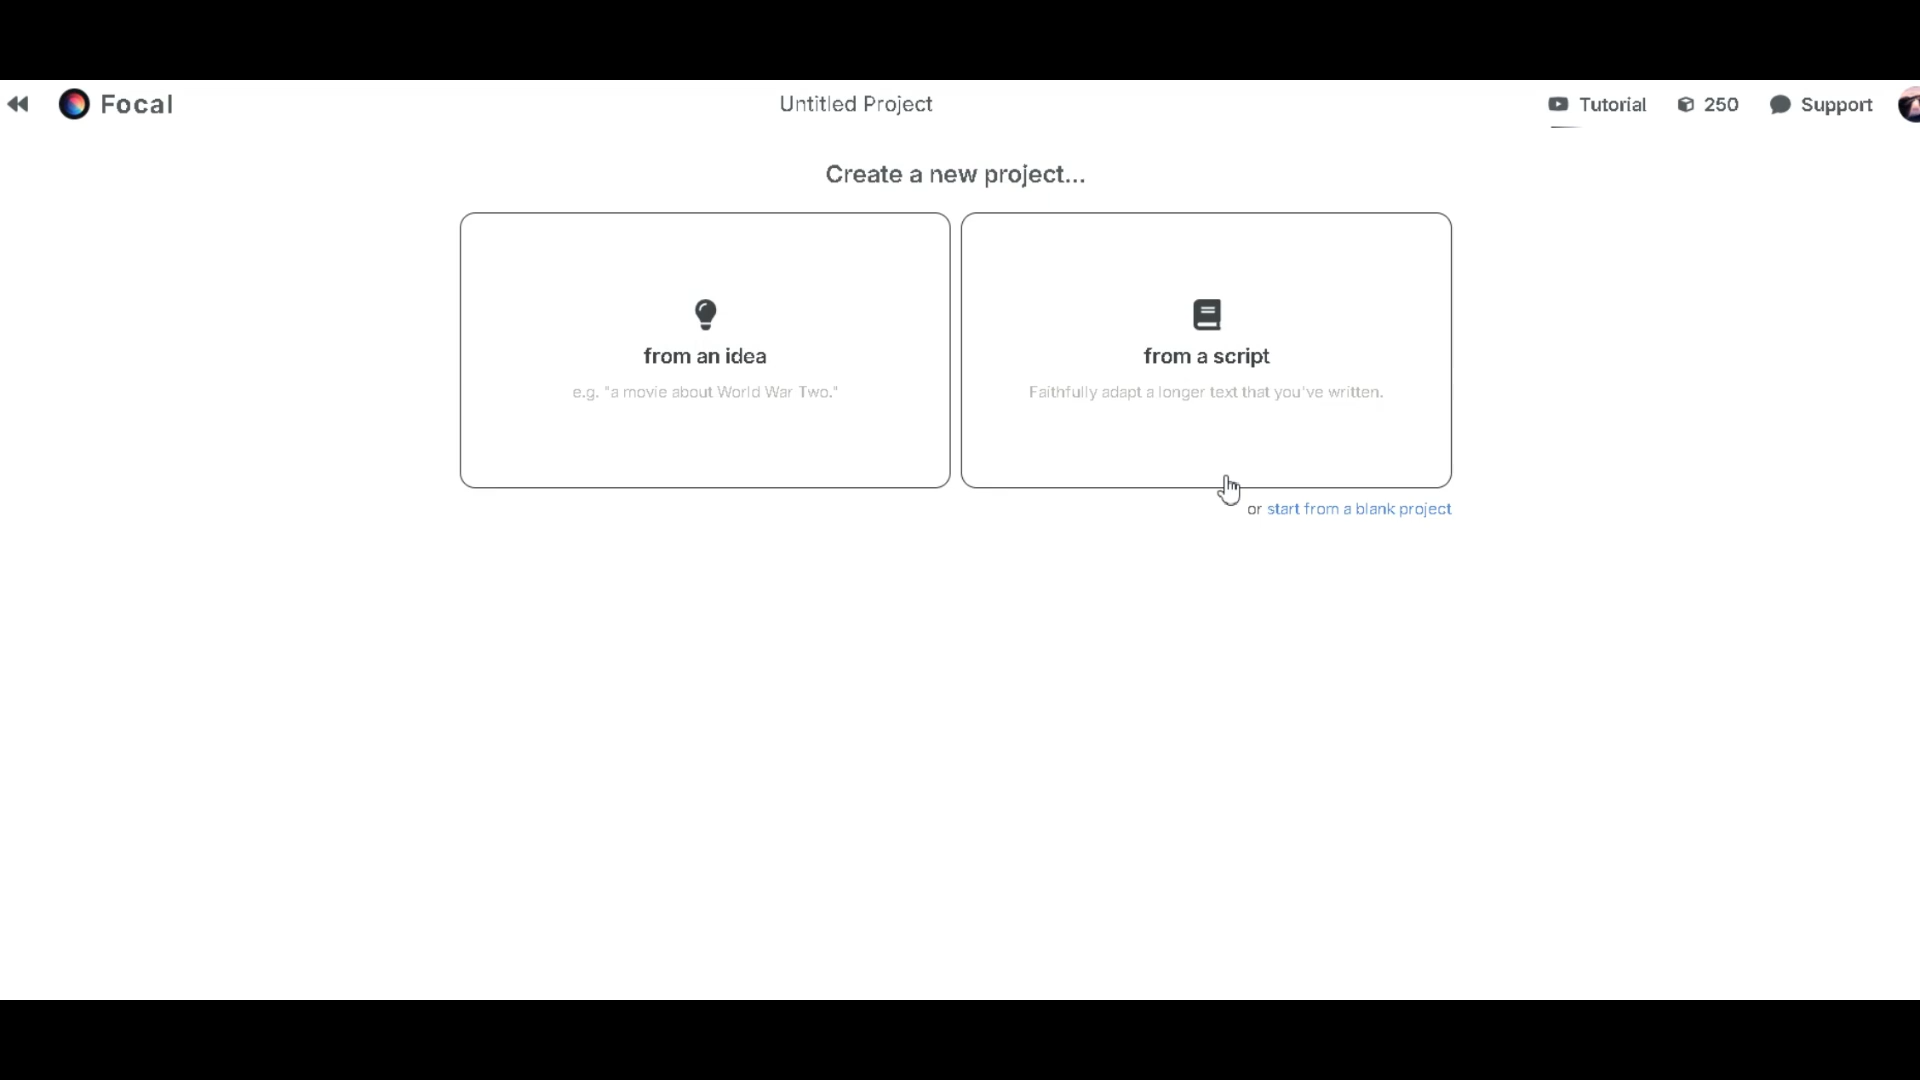 Focal
Untitled Project
Tutorial
250
Support
Create a new project...
from an idea
e.g. "a movie about World War Two."
from a script
Faithfully adapt a longer text that you've written.
or start from a blank project